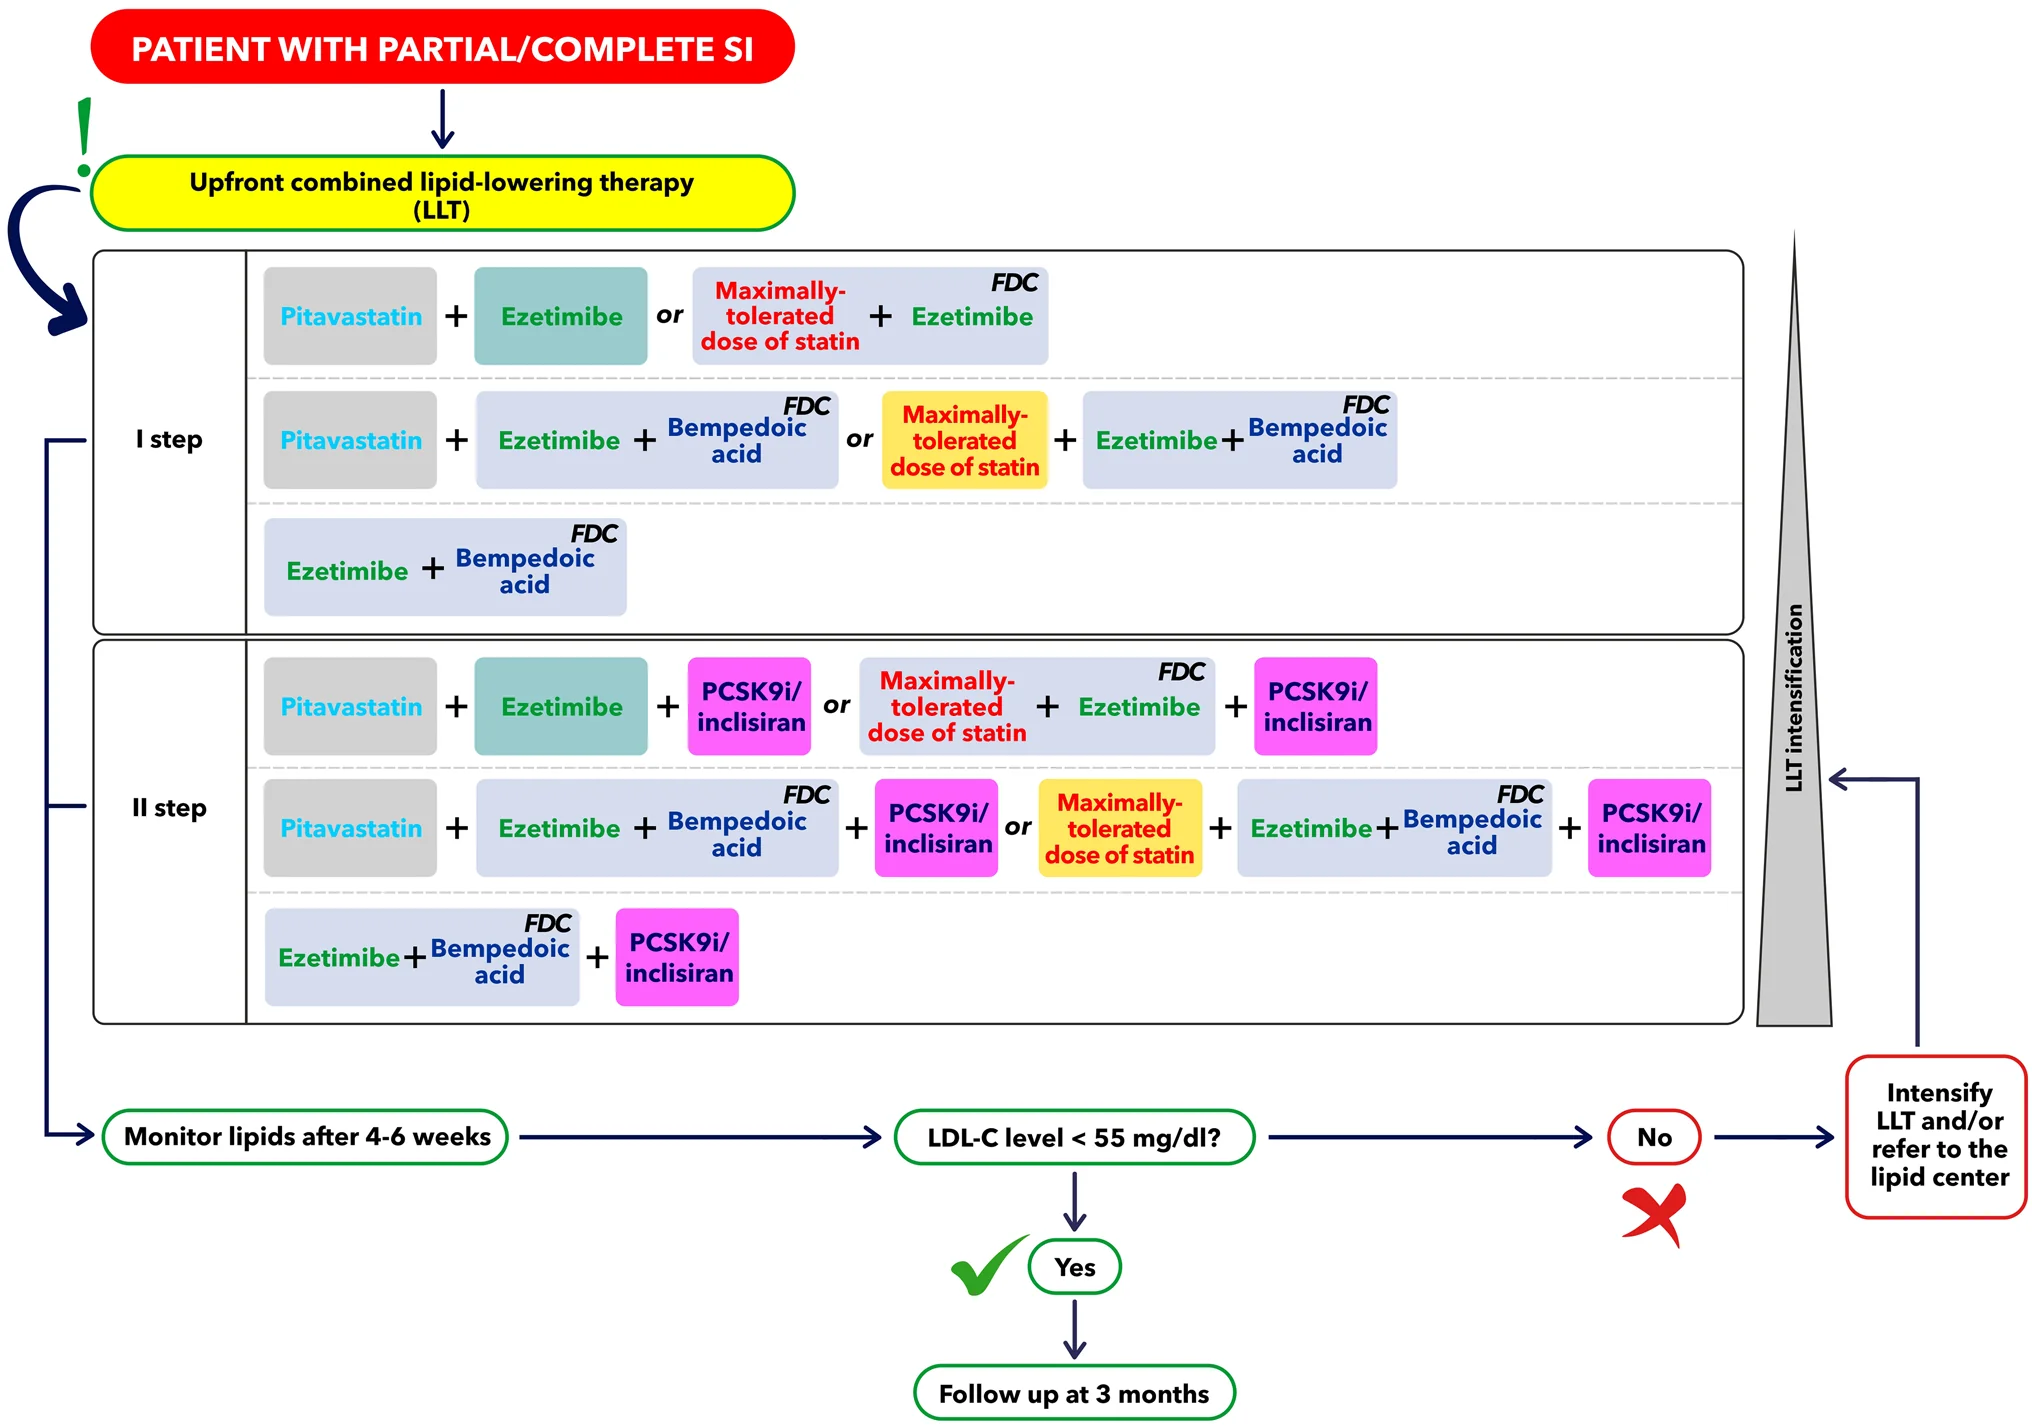 PATIENT WITH PARTIAL/COMPLETE SI
!
Upfront combined lipid-lowering therapy
(LLT)
I step
Pitavastatin + Ezetimibe or Maximally-
tolerated
dose of statin + Ezetimibe FDC
Pitavastatin + Ezetimibe + Bempedoic
acid FDC or Maximally-
tolerated
dose of statin + Ezetimibe + Bempedoic
acid FDC
Ezetimibe + Bempedoic
acid FDC
II step
Pitavastatin + Ezetimibe + PCSK9i/
inclisiran or Maximally-
tolerated
dose of statin + Ezetimibe FDC + PCSK9i/
inclisiran
Pitavastatin + Ezetimibe + Bempedoic
acid FDC + PCSK9i/
inclisiran or Maximally-
tolerated
dose of statin + Ezetimibe + Bempedoic
acid FDC + PCSK9i/
inclisiran
Ezetimibe + Bempedoic
acid FDC + PCSK9i/
inclisiran
LLT intensification
Monitor lipids after 4-6 weeks
LDL-C level < 55 mg/dl?
No
Intensify
LLT and/or
refer to the
lipid center
Yes
Follow up at 3 months